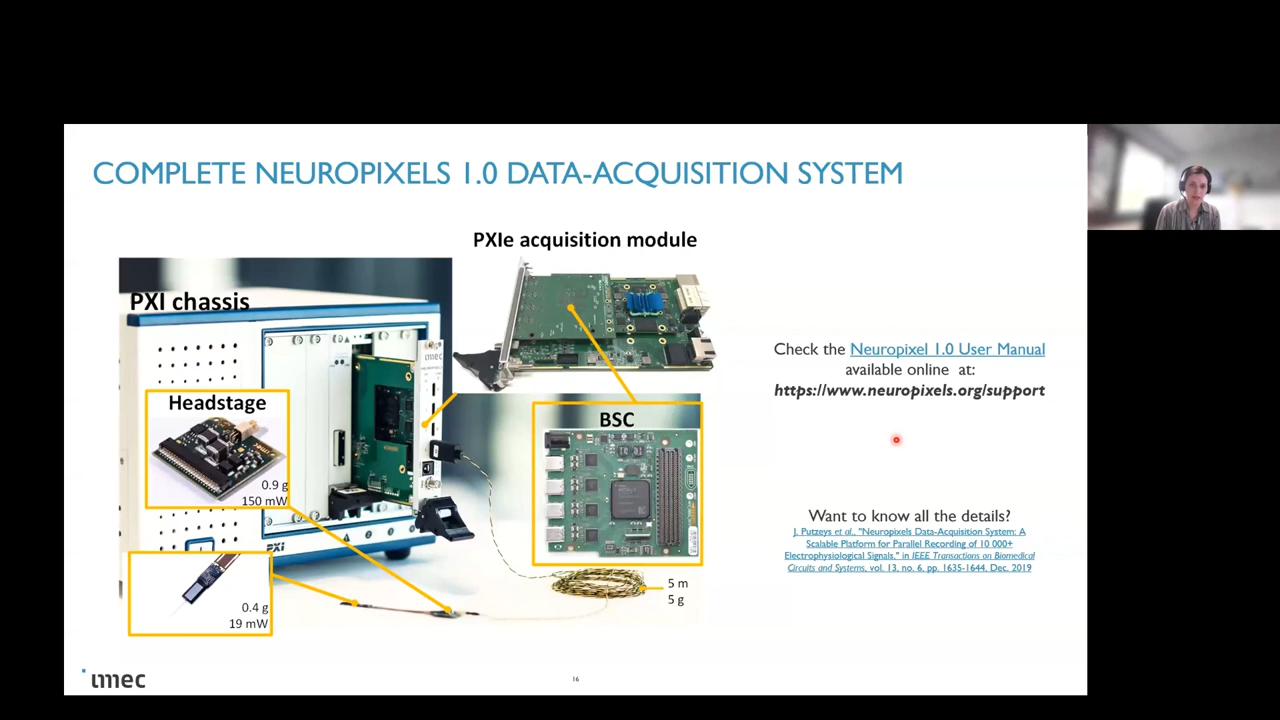 COMPLETE NEUROPIXELS 1.0 DATA-ACQUISITION SYSTEM
PXIe acquisition module
PXI chassis
imec
Headstage
0.9 g
150 mW
BSC
PXI
0.4 g
19 mW
5 m
5 g
Check the Neuropixel 1.0 User Manual
available online at:
https://www.neuropixels.org/support
Want to know all the details?
J. Putzeys et al., "Neuropixels Data-Acquisition System: A
Scalable Platform for Parallel Recording of 10 000+
Electrophysiological Signals," in IEEE Transactions on Biomedical
Circuits and Systems, vol. 13, no. 6, pp. 1635-1644, Dec. 2019
imec
16